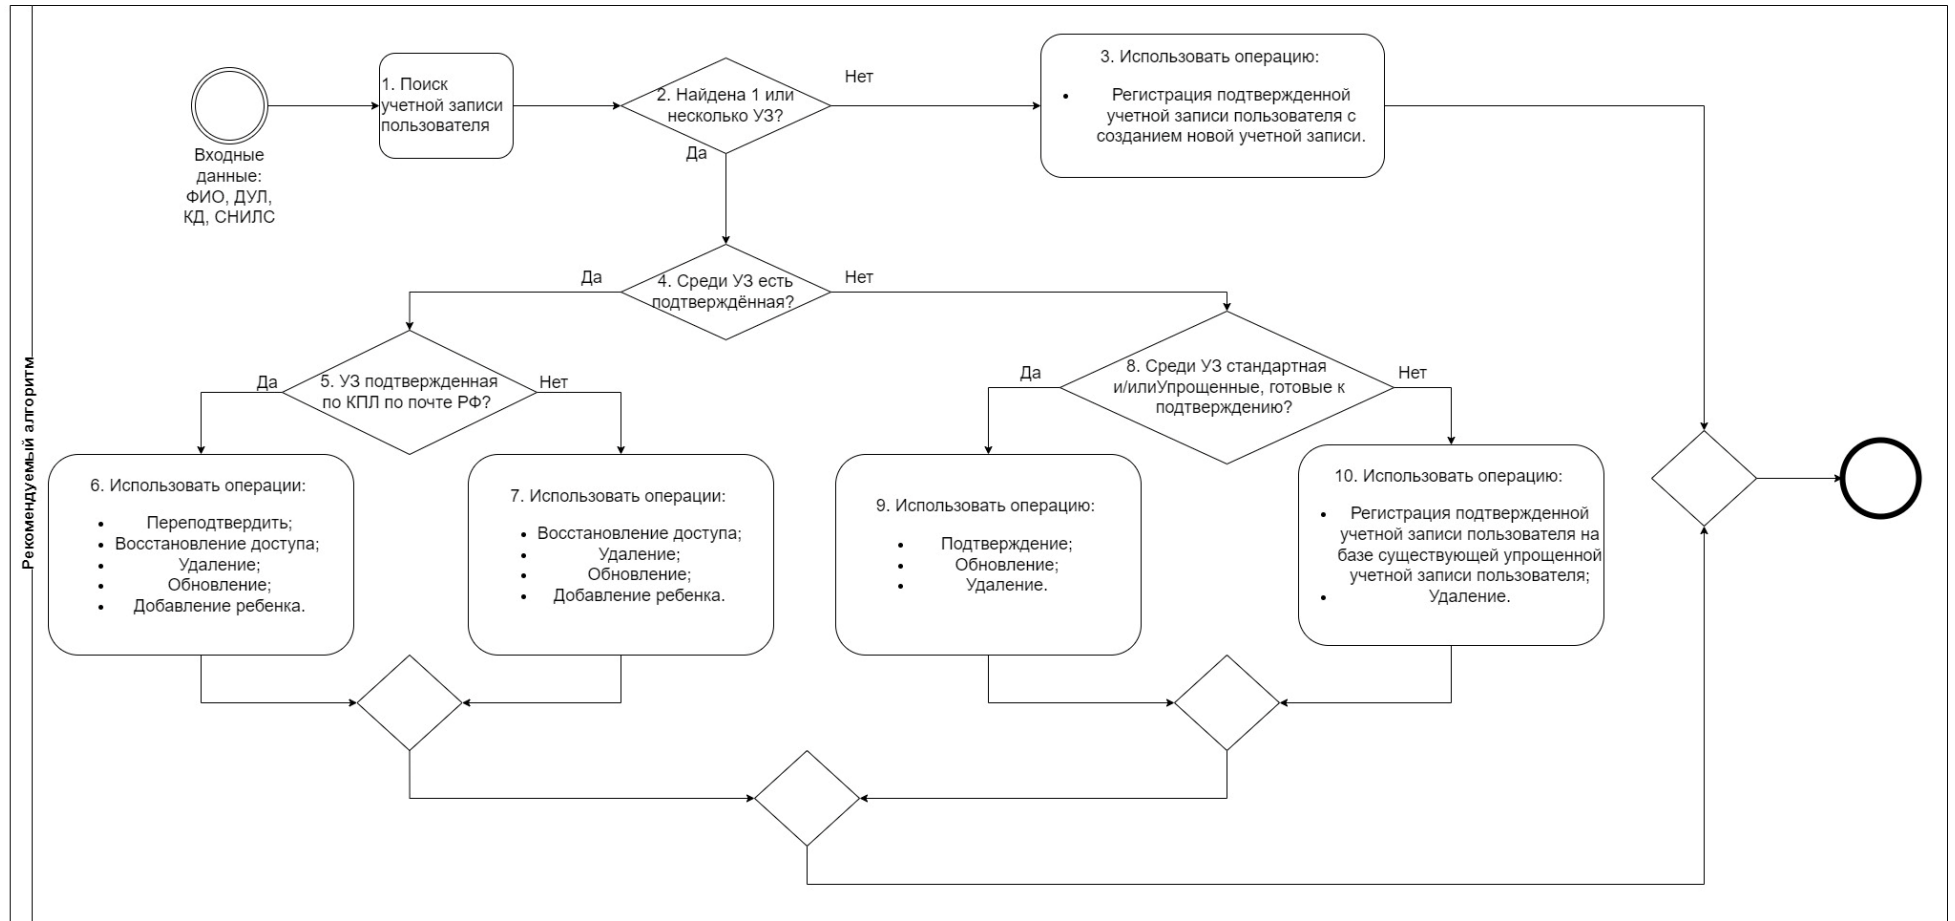 Рекомендуемый алгоритм
Входные
данные:
ФИО, ДУЛ,
КД, СНИЛС
1. Поиск
учетной записи
пользователя
2. Найдена 1 или
несколько УЗ?
Нет
Да
3. Использовать операцию:
• Регистрация подтвержденной
учетной записи пользователя с
созданием новой учетной записи.
4. Среди УЗ есть
подтверждённая?
Да
Нет
5. УЗ подтвержденная
по КПЛ по почте РФ?
Да
Нет
8. Среди УЗ стандартная
и/илиУпрощенные, готовые к
подтверждению?
Да
Нет
6. Использовать операции:
• Переподтвердить;
• Восстановление доступа;
• Удаление;
• Обновление;
• Добавление ребенка.
7. Использовать операции:
• Восстановление доступа;
• Удаление;
• Обновление;
• Добавление ребенка.
9. Использовать операцию:
• Подтверждение;
• Обновление;
• Удаление.
10. Использовать операцию:
• Регистрация подтвержденной
учетной записи пользователя на
базе существующей упрощенной
учетной записи пользователя;
• Удаление.